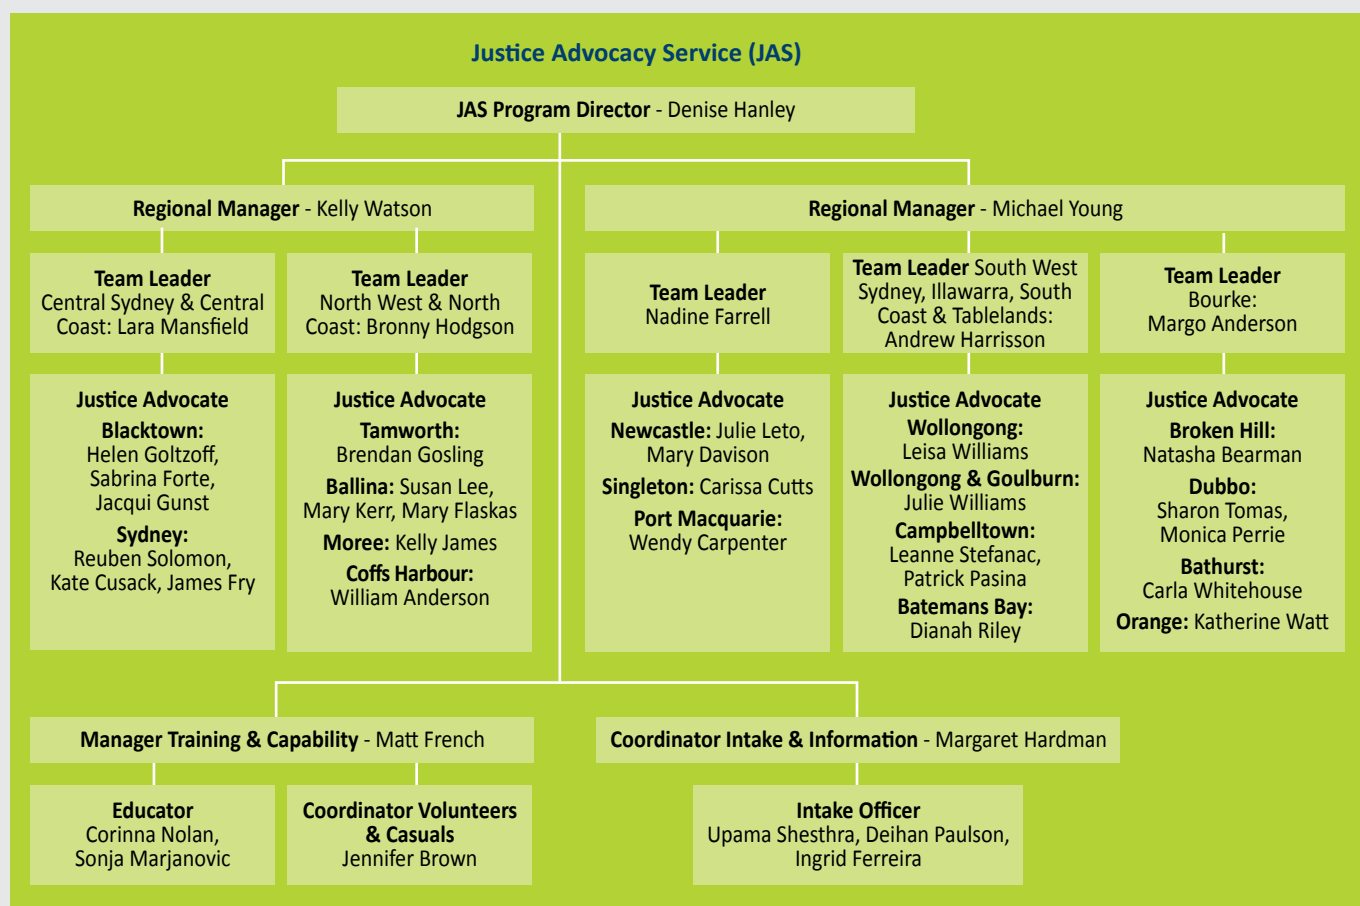 Justice Advocacy Service (JAS)
JAS Program Director - Denise Hanley
Regional Manager - Kelly Watson
Regional Manager - Michael Young
Team Leader
Central Sydney & Central
Coast: Lara Mansfield
Team Leader
North West & North
Coast: Bronny Hodgson
Team Leader
Nadine Farrell
Team Leader South West
Sydney, Illawarra, South
Coast & Tablelands:
Andrew Harrisson
Team Leader
Bourke:
Margo Anderson
Justice Advocate
Blacktown:
Helen Goltzoff,
Sabrina Forte,
Jacqui Gunst
Sydney:
Reuben Solomon,
Kate Cusack, James Fry
Justice Advocate
Tamworth:
Brendan Gosling
Ballina: Susan Lee,
Mary Kerr, Mary Flaskas
Moree: Kelly James
Coffs Harbour:
William Anderson
Justice Advocate
Newcastle: Julie Leto,
Mary Davison
Singleton: Carissa Cutts
Port Macquarie:
Wendy Carpenter
Justice Advocate
Wollongong:
Leisa Williams
Wollongong & Goulburn:
Julie Williams
Campbelltown:
Leanne Stefanac,
Patrick Pasina
Batemans Bay:
Dianah Riley
Justice Advocate
Broken Hill:
Natasha Bearman
Dubbo:
Sharon Tomas,
Monica Perrie
Bathurst:
Carla Whitehouse
Orange: Katherine Watt
Manager Training & Capability - Matt French
Coordinator Intake & Information - Margaret Hardman
Educator
Corinna Nolan,
Sonja Marjanovic
Coordinator Volunteers
& Casuals
Jennifer Brown
Intake Officer
Upama Shesthra, Deihan Paulson,
Ingrid Ferreira